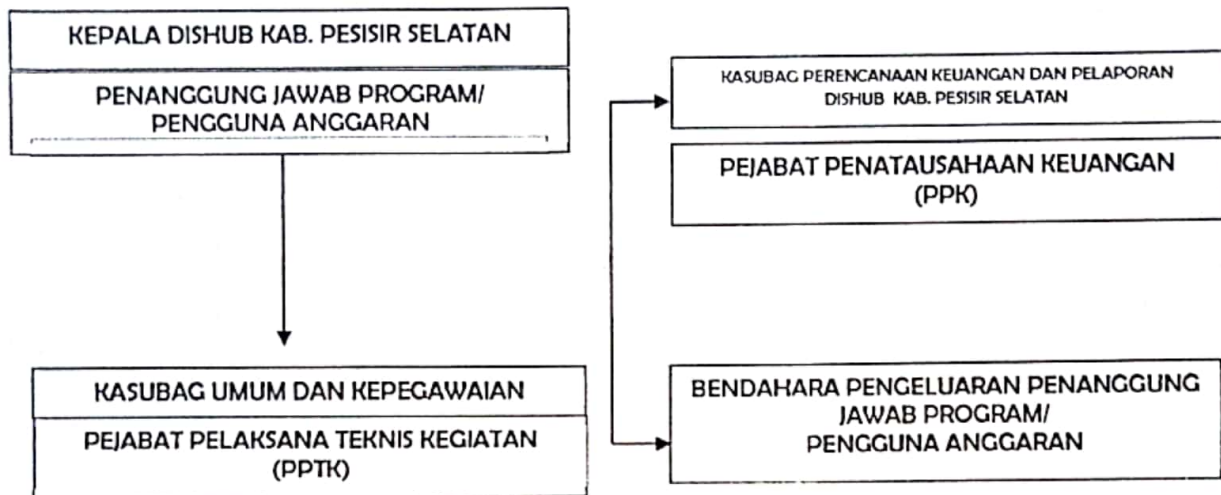 KEPALA DISHUB KAB. PESISIR SELATAN
PENANGGUNG JAWAB PROGRAM/
PENGGUNA ANGGARAN
KASUBAG PERENCANAAN KEUANGAN DAN PELAPORAN
DISHUB KAB. PESISIR SELATAN
PEJABAT PENATAUSAHAAN KEUANGAN
(PPK)
KASUBAG UMUM DAN KEPEGAWAIAN
PEJABAT PELAKSANA TEKNIS KEGIATAN
(PPTK)
BENDAHARA PENGELUARAN PENANGGUNG
JAWAB PROGRAM/
PENGGUNA ANGGARAN